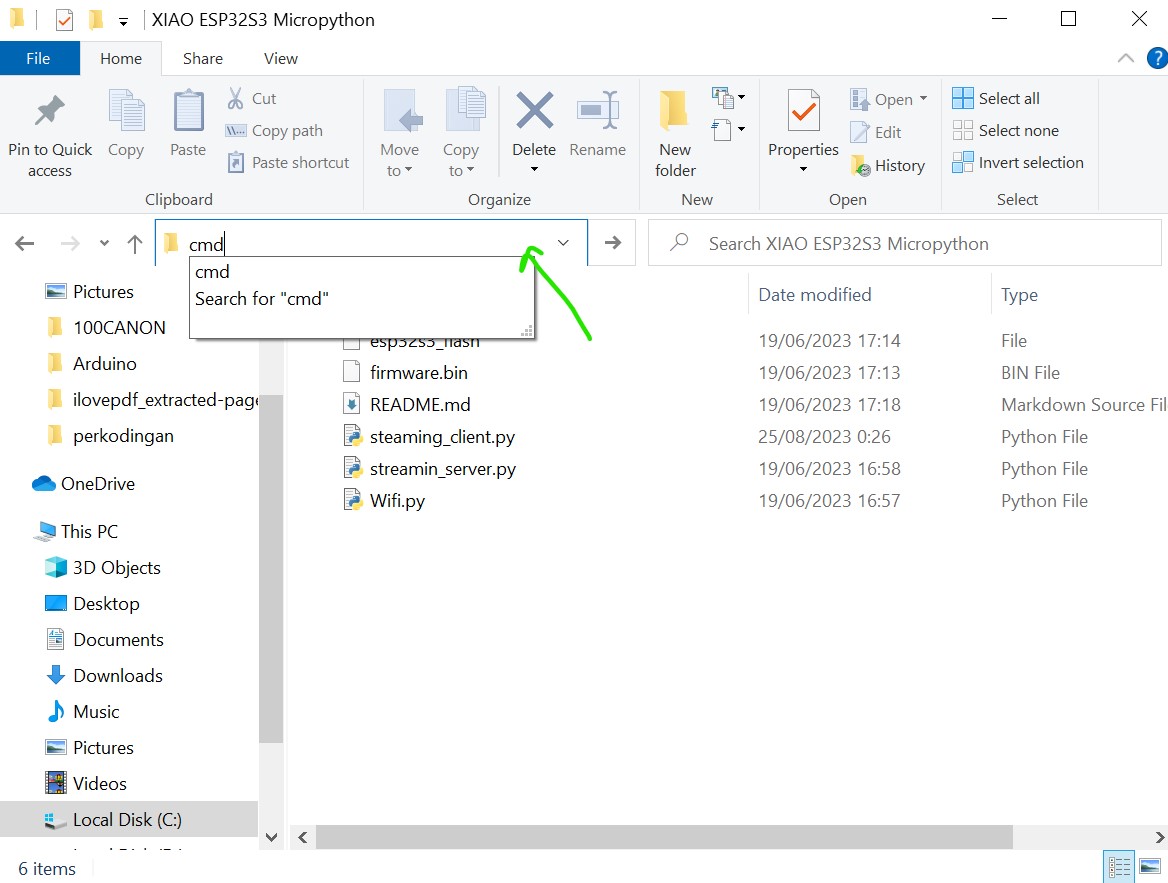 XIAO ESP32S3 Micropython
File Home Share View
Pin to Quick access
Copy
Paste
Cut
Copy path
Paste shortcut
Clipboard
Move to
Copy to
Delete
Rename
Organize
New folder
New
Properties
Open
Edit
History
Open
Select all
Select none
Invert selection
Select
cmd
Search XIAO ESP32S3 Micropython
cmd
Search for "cmd"
Date modified Type
Pictures
100CANON
Arduino
ilovepdf_extracted-page
perkodingan
OneDrive
This PC
3D Objects
Desktop
Documents
Downloads
Music
Pictures
Videos
Local Disk (C:)
esp32s3_flash 19/06/2023 17:14 File
firmware.bin 19/06/2023 17:13 BIN File
README.md 19/06/2023 17:18 Markdown Source Fil
steaming_client.py 25/08/2023 0:26 Python File
streamin_server.py 19/06/2023 16:58 Python File
Wifi.py 19/06/2023 16:57 Python File
6 items